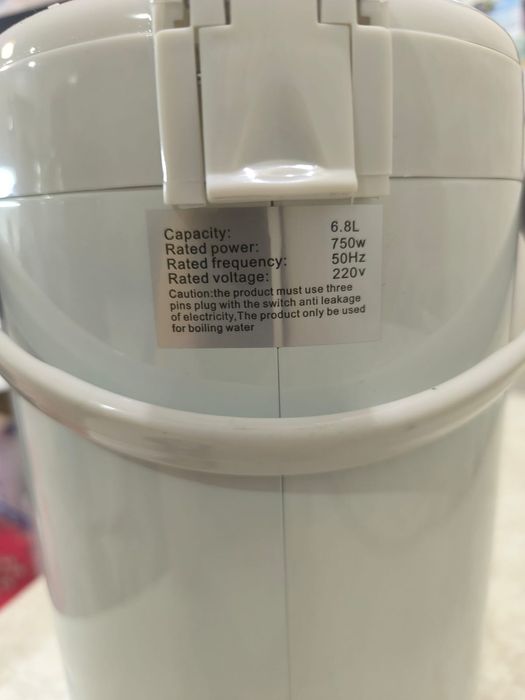 Capacity: 6.8L
Rated power: 750w
Rated frequency: 50Hz
Rated voltage: 220v
Caution:the product must use three
pins plug with the switch anti leakage
of electricity,The product only be used
for boiling water